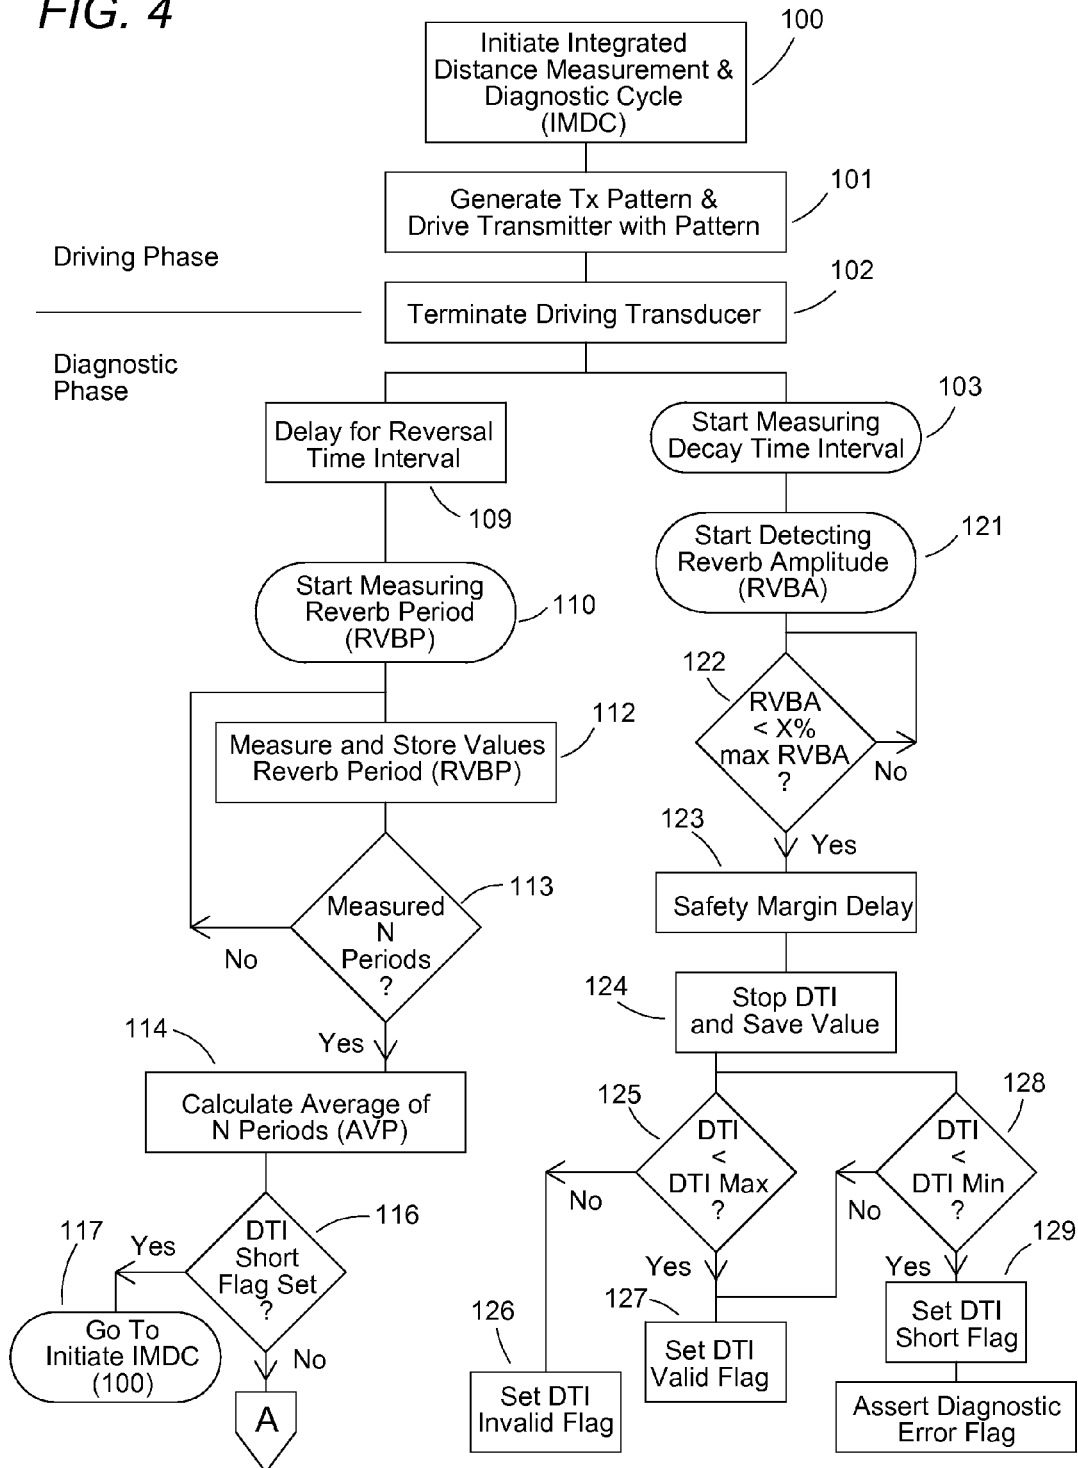 FIG. 4
100
Initiate Integrated
Distance Measurement &
Diagnostic Cycle
(IMDC)
101
Generate Tx Pattern &
Drive Transmitter with Pattern
Driving Phase
102
Terminate Driving Transducer
Diagnostic
Phase
Delay for Reversal
Time Interval
109
103
Start Measuring
Decay Time Interval
121
Start Detecting
Reverb Amplitude
(RVBA)
Start Measuring
Reverb Period
(RVBP)
110
122
RVBA
< X%
max RVBA
?
No
112
Measure and Store Values
Reverb Period (RVBP)
123
Yes
Safety Margin Delay
113
Measured
N
Periods
?
No
Yes
124
Stop DTI
and Save Value
114
Calculate Average of
N Periods (AVP)
125
DTI
<
DTI Max
?
No
Yes
128
DTI
<
DTI Min
?
No
Yes
116
DTI
Short
Flag Set
?
Yes
No
117
Go To
Initiate IMDC
(100)
A
126
Set DTI
Invalid Flag
127
Set DTI
Valid Flag
129
Set DTI
Short Flag
Assert Diagnostic
Error Flag